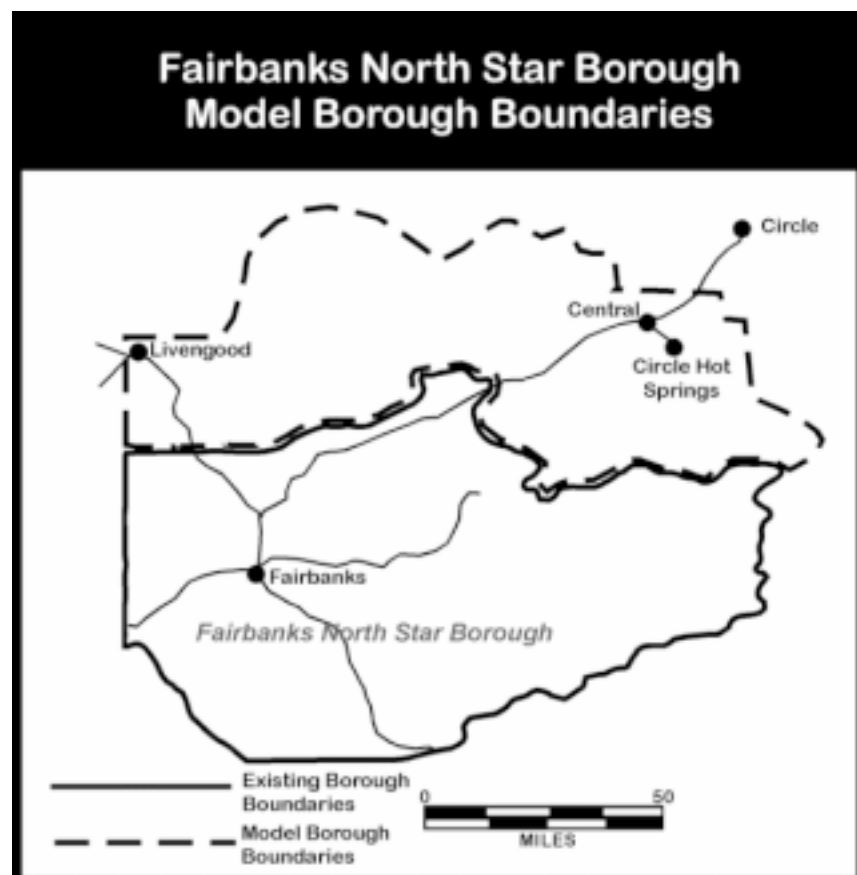 Fairbanks North Star Borough
Model Borough Boundaries
Circle
Central
Livengood
Circle Hot
Springs
Fairbanks
Fairbanks North Star Borough
Existing Borough
Boundaries
0 50
MILES
Model Borough
Boundaries